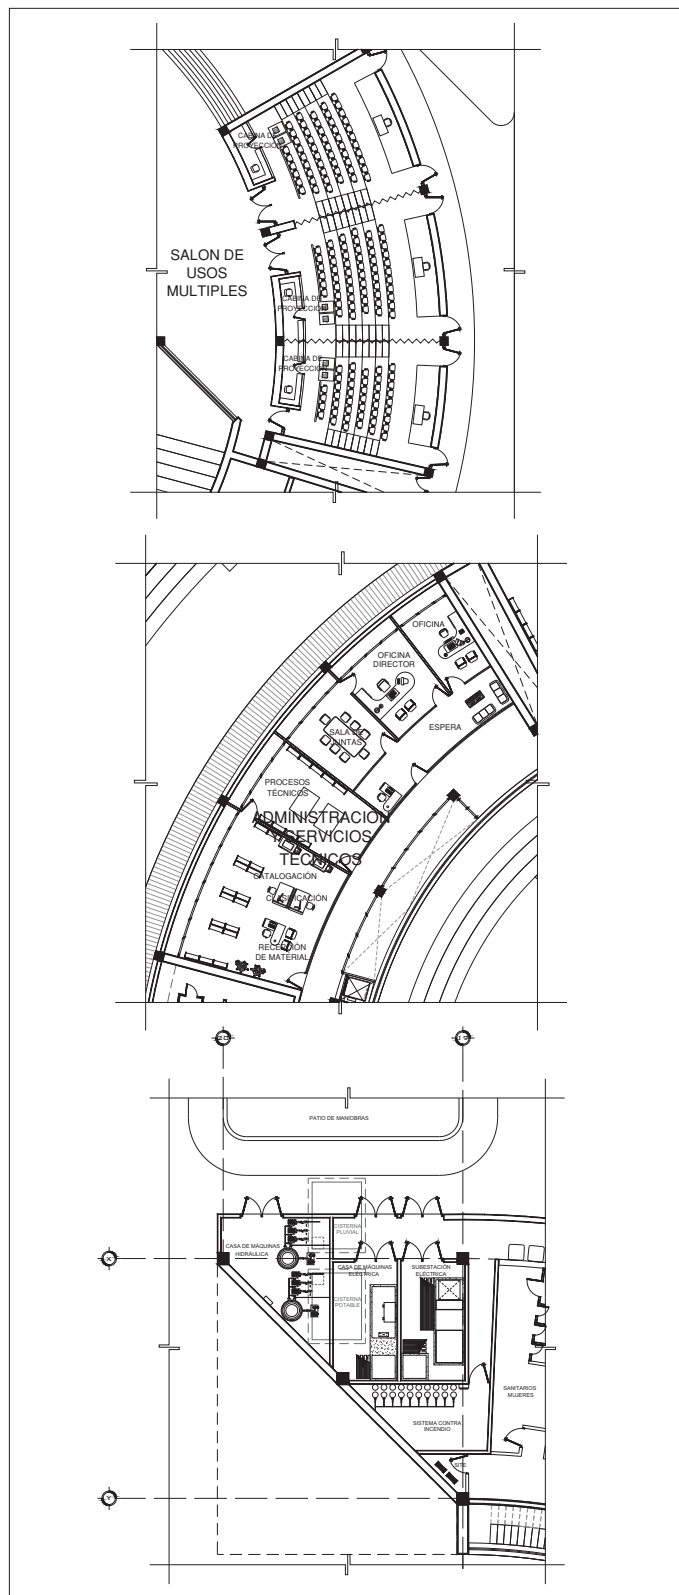 CABINA DE
PROYECCIÓN
SALON DE
USOS
MULTIPLES
CABINA DE
PROYECCIÓN
CABINA DE
PROYECCIÓN
OFICINA
OFICINA
DIRECTOR
ESPERA
SALA DE
JUNTAS
PROCESOS
TÉCNICOS
ADMINISTRACION
Y SERVICIOS
TECNICOS
CATALOGACIÓN
CLASIFICACIÓN
RECEPCIÓN
DE MATERIAL
20
19
PATIO DE MANIOBRAS
CISTERNA
PLUVIAL
CASA DE MÁQUINAS
HIDRÁULICA
X
CASA DE MÁQUINAS
ELÉCTRICA
SUBESTACIÓN
ELÉCTRICA
CISTERNA
POTABLE
SANITARIOS
MUJERES
SISTEMA CONTRA
INCENDIO
SITE
Y